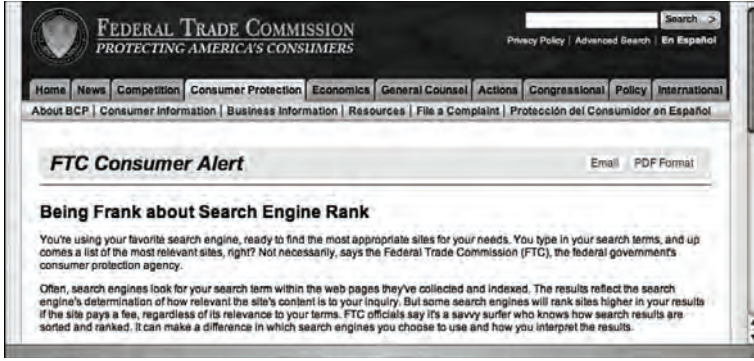 FEDERAL TRADE COMMISSION
PROTECTING AMERICA'S CONSUMERS
Search >
Privacy Policy | Advanced Search | En Español
Home News Competition Consumer Protection Economics General Counsel Actions Congressional Policy International
About BCP | Consumer Information | Business Information | Resources | File a Complaint | Protección del Consumidor en Español
FTC Consumer Alert
Email PDF Format
Being Frank about Search Engine Rank
You're using your favorite search engine, ready to find the most appropriate sites for your needs. You type in your search terms, and up
comes a list of the most relevant sites, right? Not necessarily, says the Federal Trade Commission (FTC), the federal government's
consumer protection agency.
Often, search engines look for your search term within the web pages they've collected and indexed. The results reflect the search
engine's determination of how relevant the site's content is to your inquiry. But some search engines will rank sites higher in your results
if the site pays a fee, regardless of its relevance to your terms. FTC officials say it's a savvy surfer who knows how search results are
sorted and ranked. It can make a difference in which search engines you choose to use and how you interpret the results.